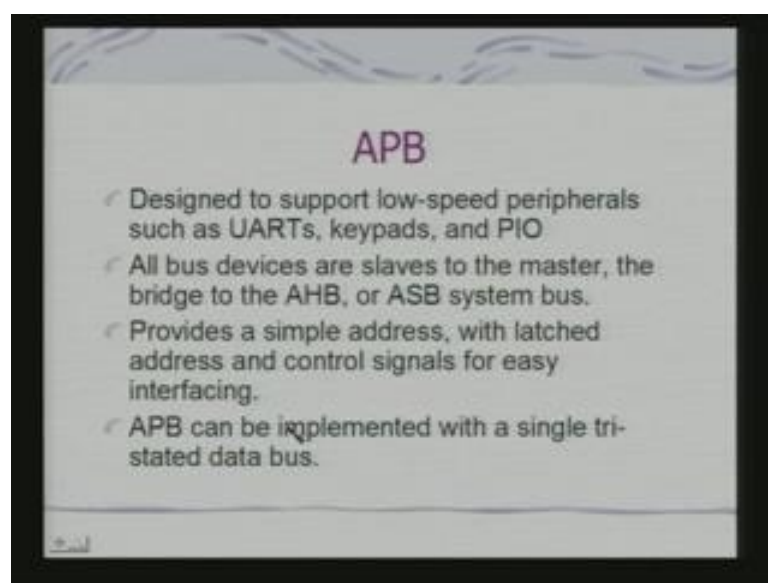 APB
Designed to support low-speed peripherals
such as UARTs, keypads, and PIO
All bus devices are slaves to the master, the
bridge to the AHB, or ASB system bus.
Provides a simple address, with latched
address and control signals for easy
interfacing.
APB can be implemented with a single tri-
stated data bus.